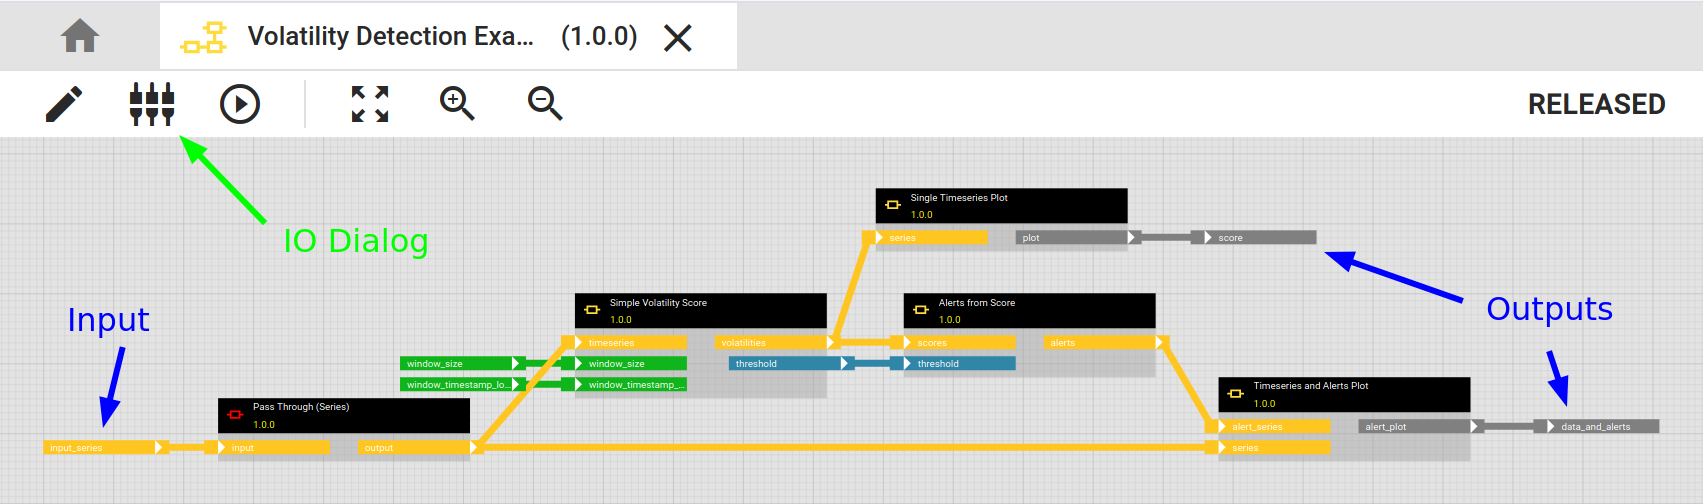 Volatility Detection Exa... (1.0.0)
RELEASED
IO Dialog
Input
Outputs
Single Timeseries Plot
1.0.0
series
plot
score
Simple Volatility Score
1.0.0
timeseries
volatilities
window_size
window_size
window_timestamp_lo...
window_timestamp_...
Alerts from Score
1.0.0
scores
alerts
threshold
threshold
Pass Through (Series)
1.0.0
input_series
input
output
Timeseries and Alerts Plot
1.0.0
alert_series
alert_plot
data_and_alerts
series